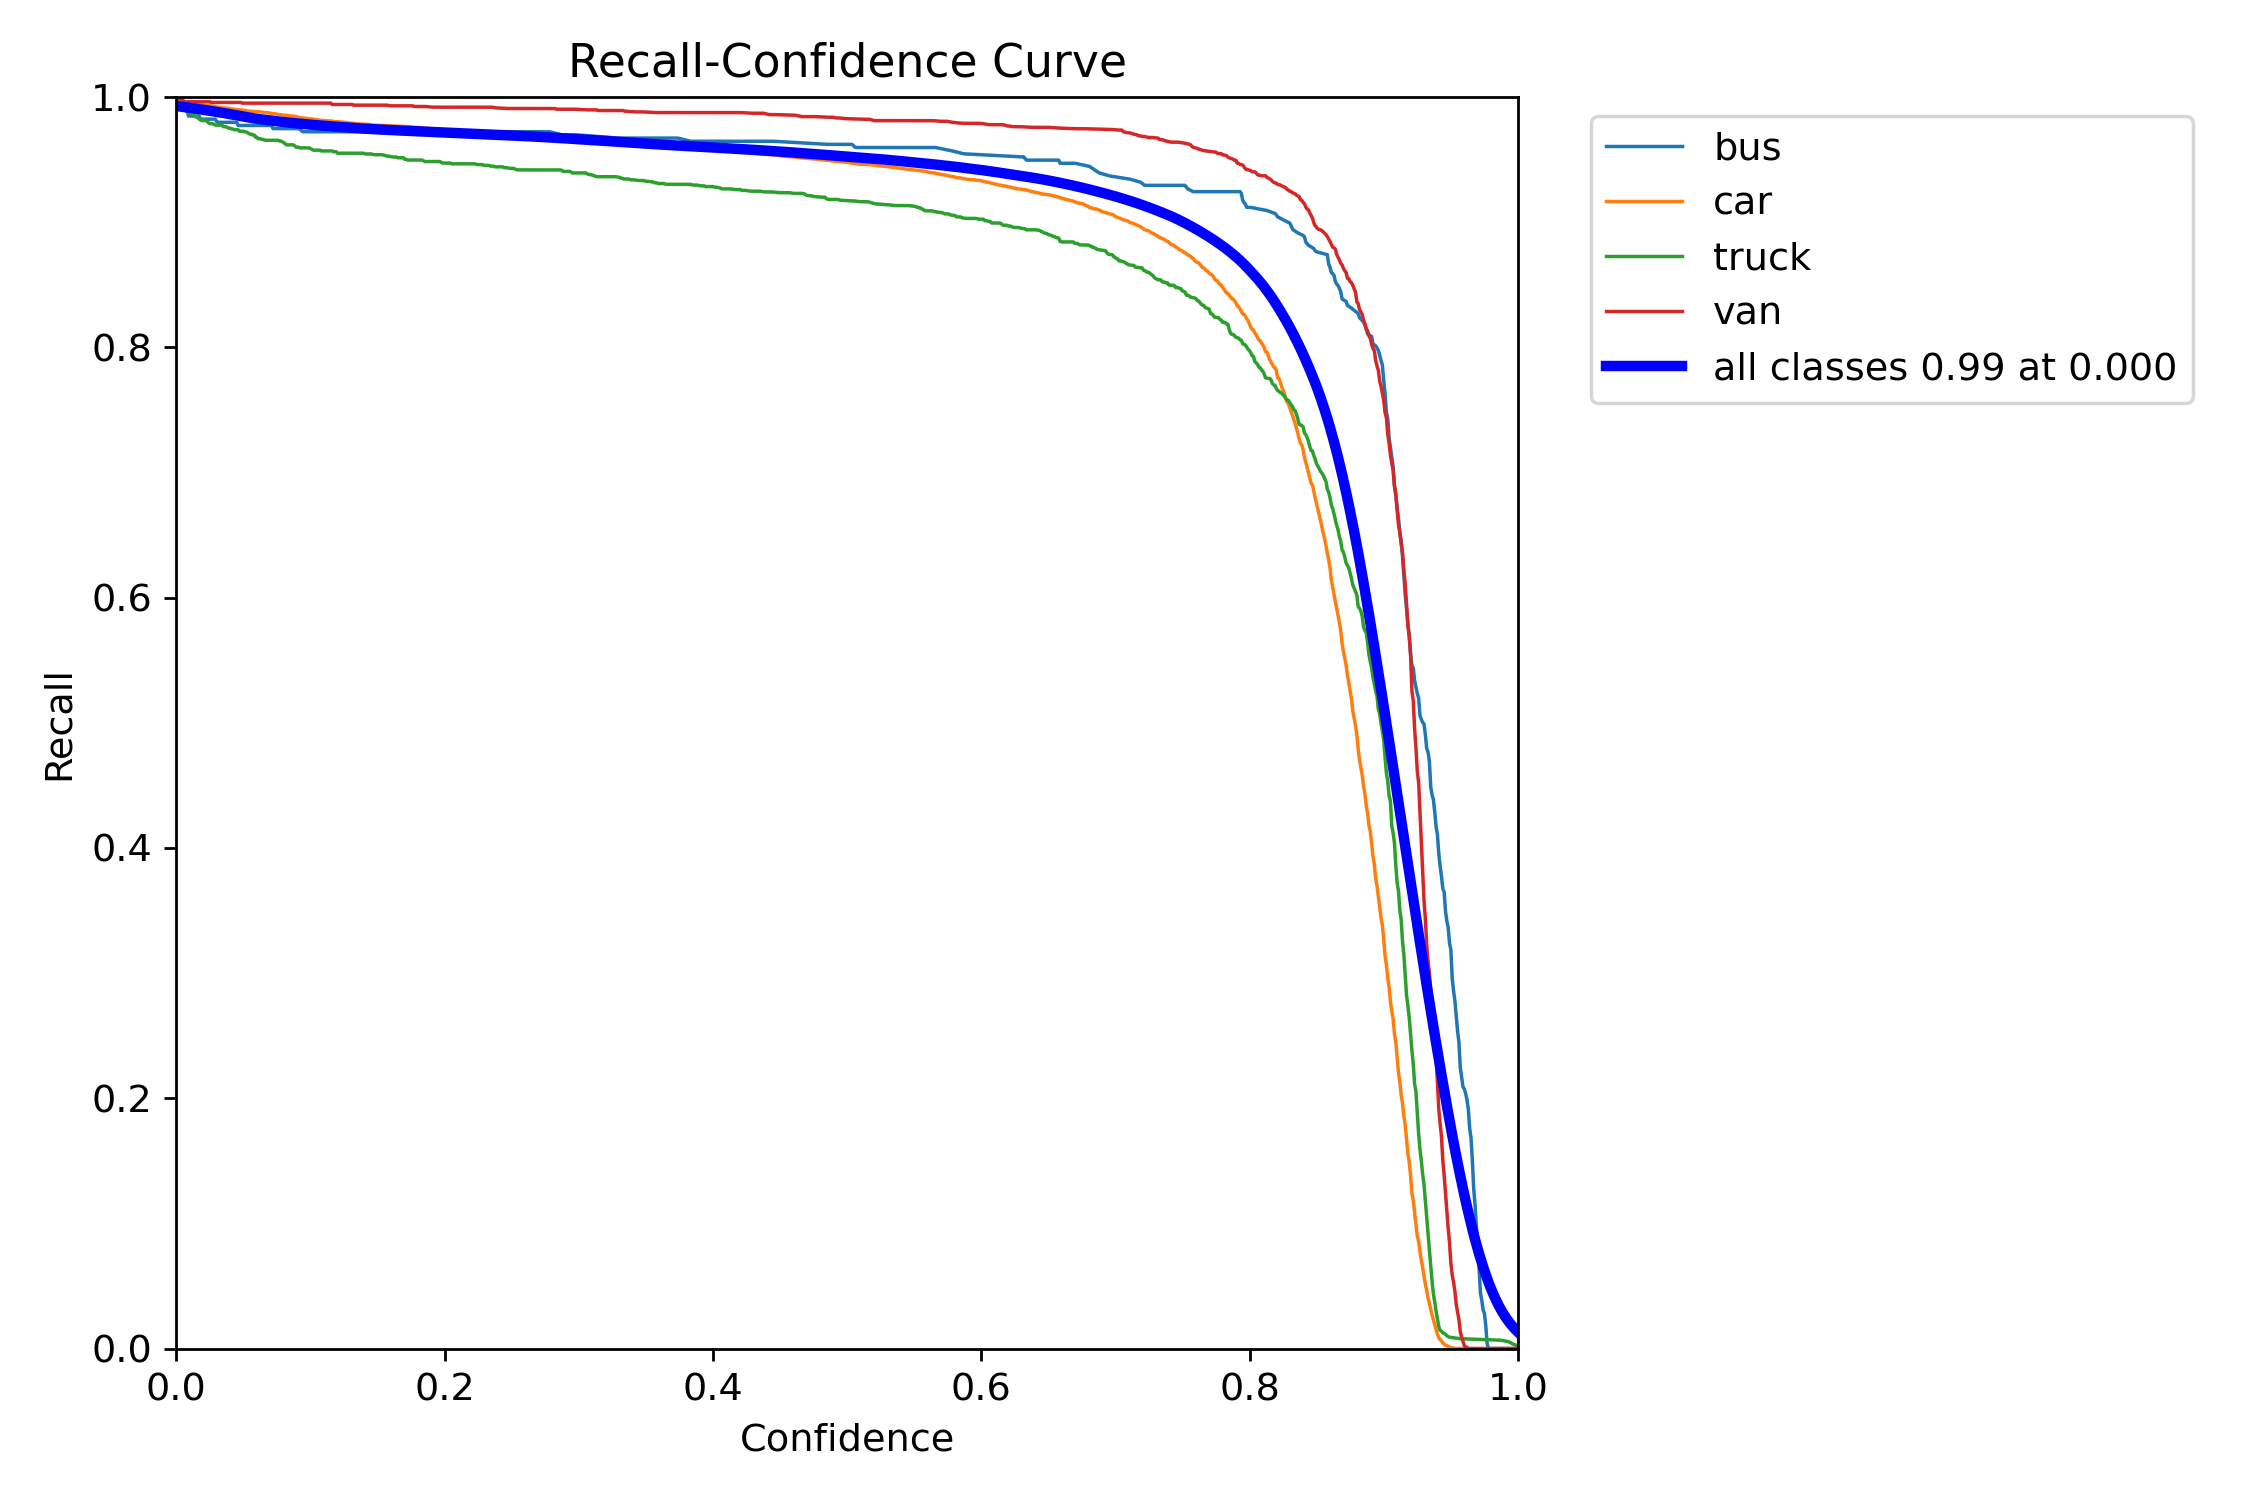 Recall-Confidence Curve
1.0
0.8
0.6
0.4
0.2
0.0
Recall
0.0 0.2 0.4 0.6 0.8 1.0
Confidence
bus
car
truck
van
all classes 0.99 at 0.000